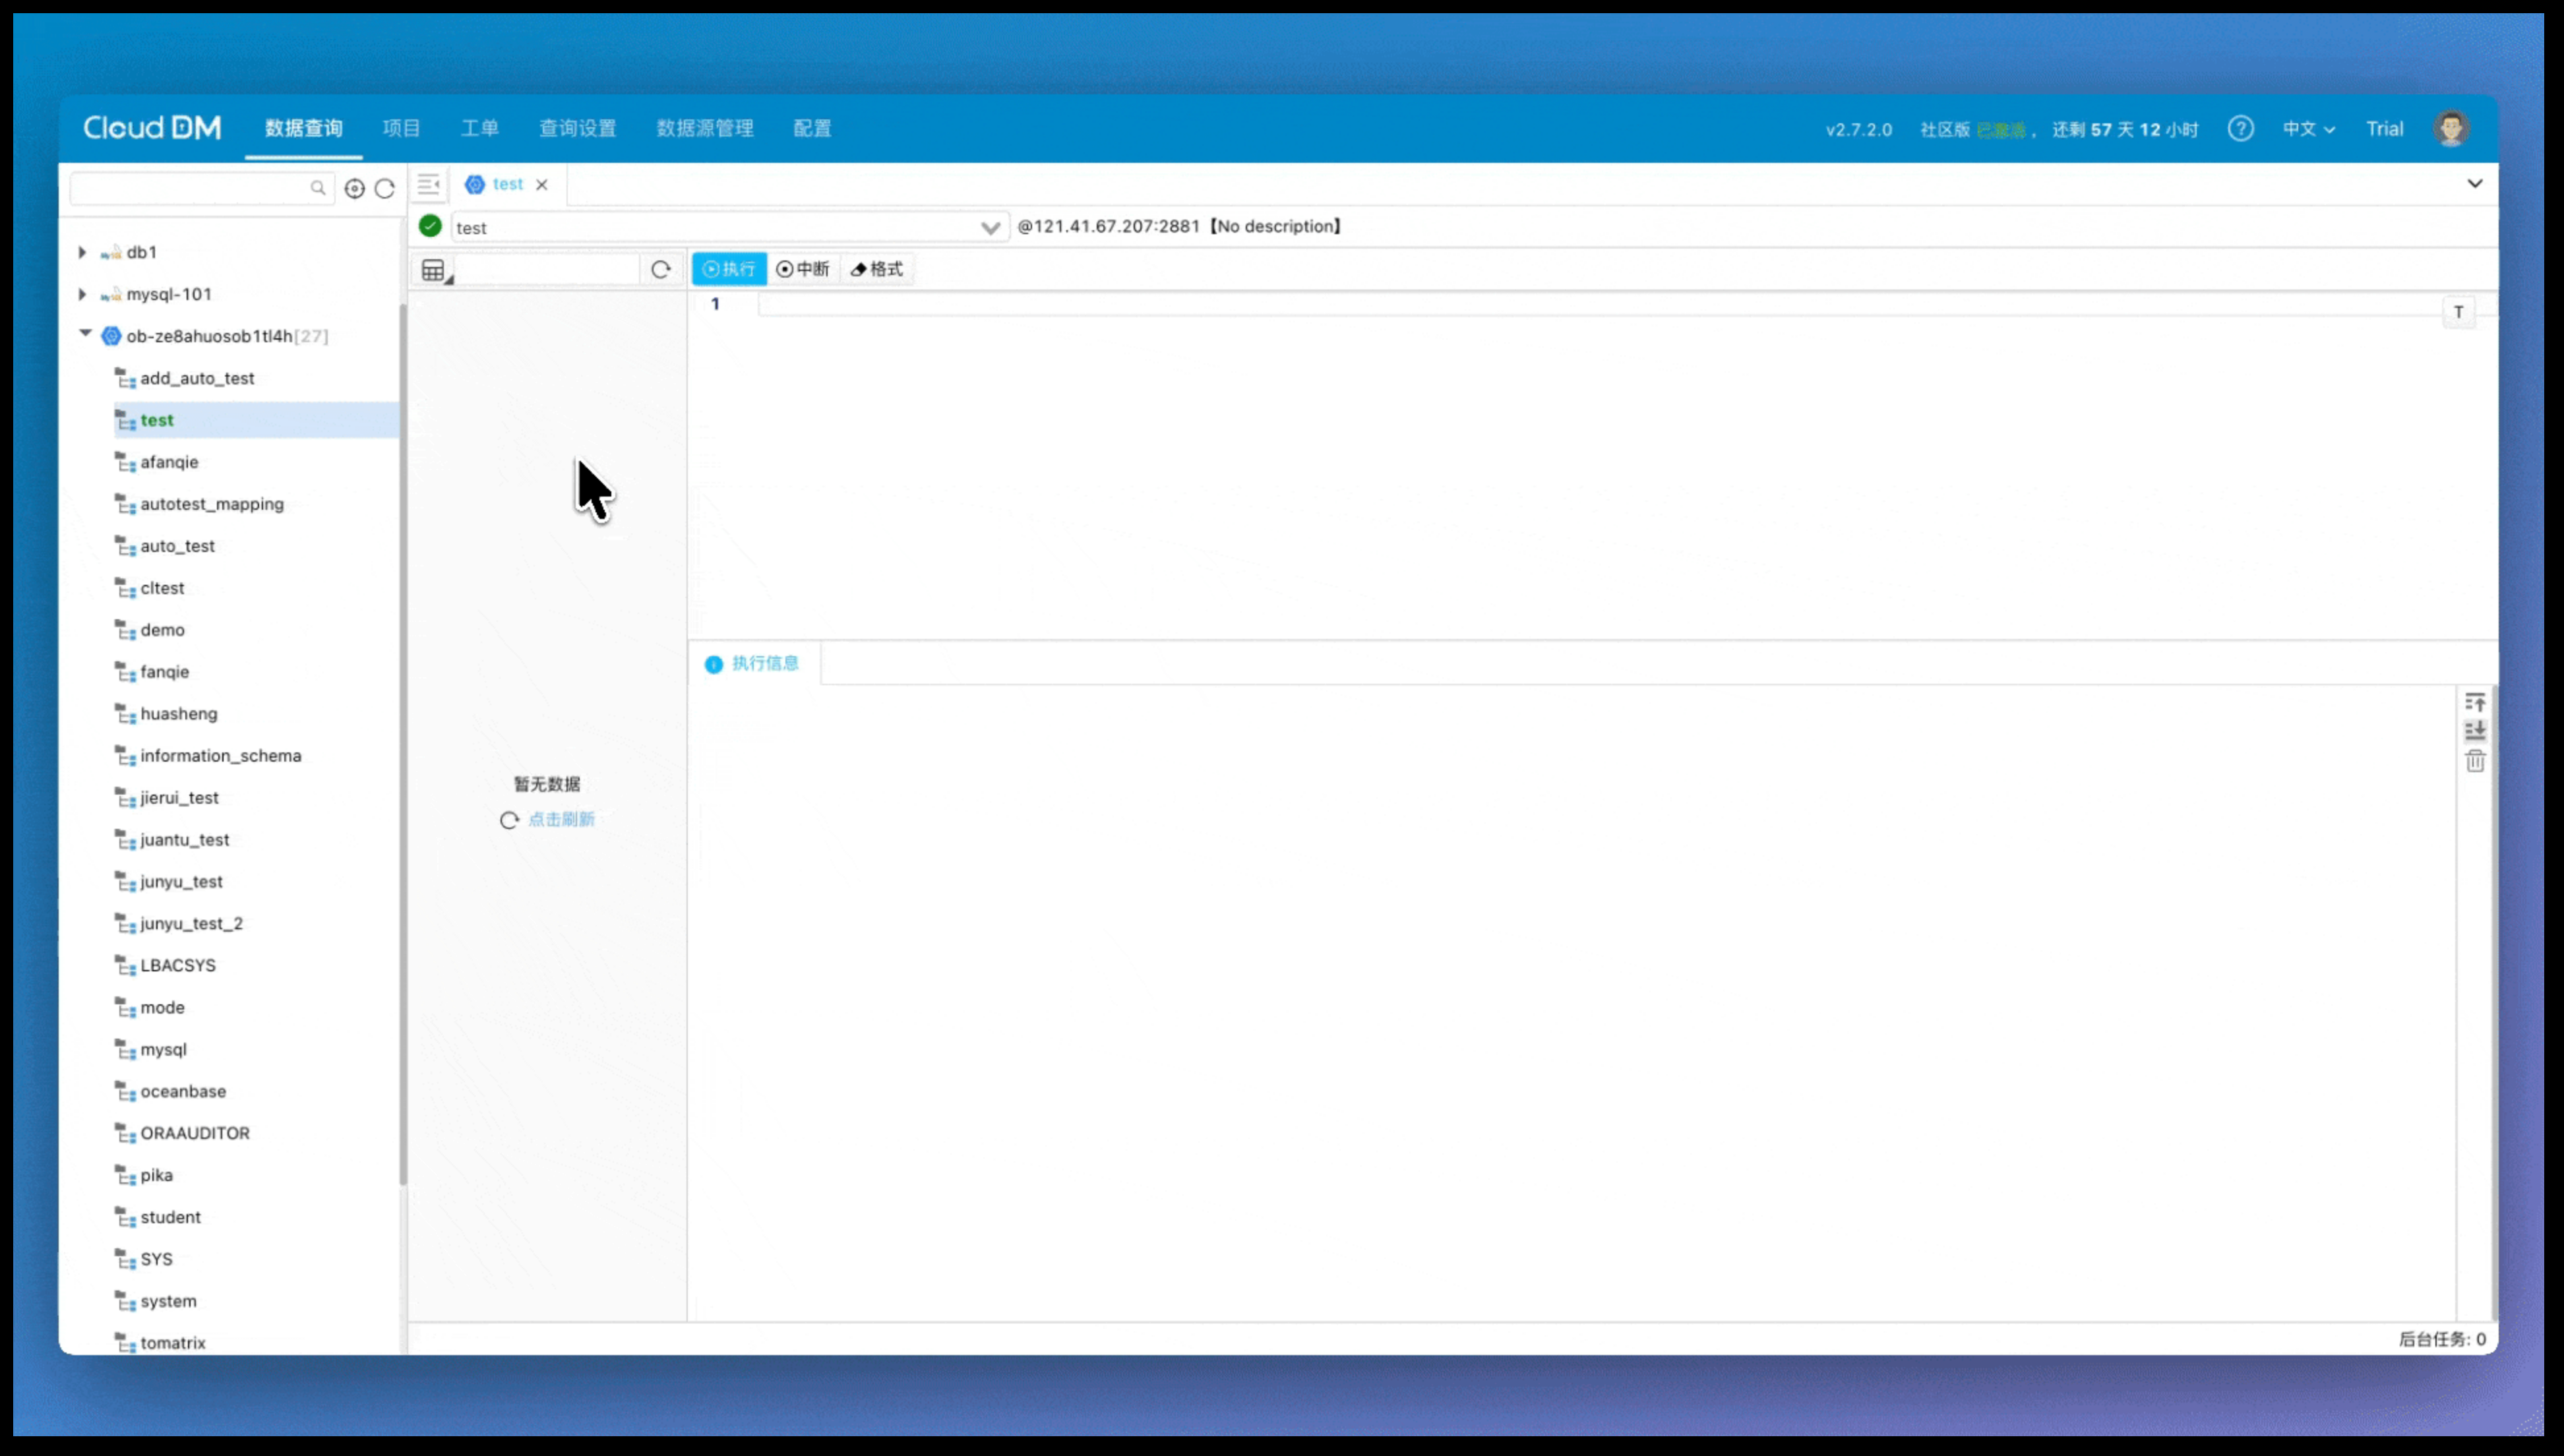 Cloud DM 数据查询 项目 工单 查询设置 数据源管理 配置 v2.7.2.0 社区版 已激活， 还剩 57 天 12 小时 中文 Trial
test
test @121.41.67.207:2881【No description】
执行 中断 格式
1
T
db1
mysql-101
ob-ze8ahuosob1tl4h[27]
add_auto_test
test
afanqie
autotest_mapping
auto_test
cltest
demo
fanqie
huasheng
information_schema
jierui_test
juantu_test
junyu_test
junyu_test_2
LBACSYS
mode
mysql
oceanbase
ORAAUDITOR
pika
student
SYS
system
tomatrix
暂无数据
点击刷新
执行信息
后台任务: 0